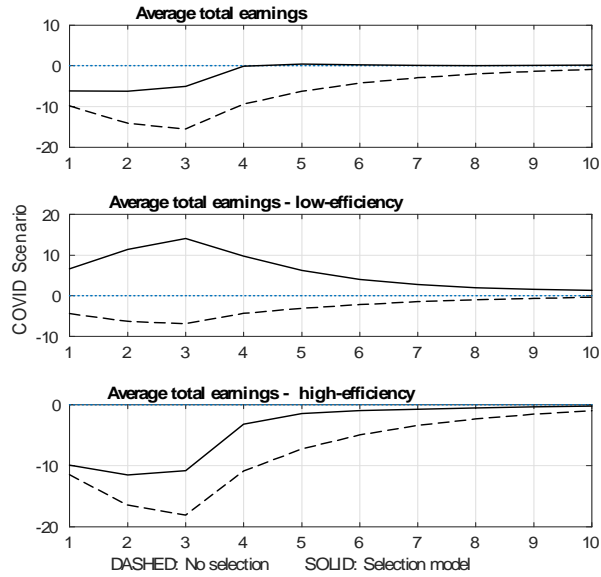 Average total earnings
10
0
-10
-20
1 2 3 4 5 6 7 8 9 10
Average total earnings - low-efficiency
COVID Scenario
20
10
0
-10
1 2 3 4 5 6 7 8 9 10
Average total earnings - high-efficiency
0
-10
-20
1 2 3 4 5 6 7 8 9 10
DASHED: No selection SOLID: Selection model